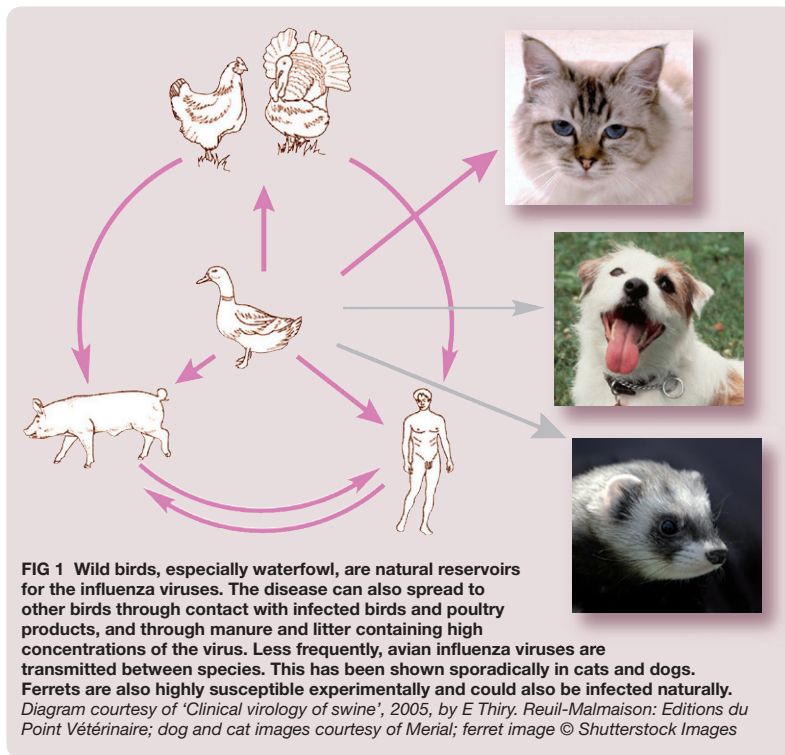 FIG 1 Wild birds, especially waterfowl, are natural reservoirs
for the influenza viruses. The disease can also spread to
other birds through contact with infected birds and poultry
products, and through manure and litter containing high
concentrations of the virus. Less frequently, avian influenza viruses are
transmitted between species. This has been shown sporadically in cats and dogs.
Ferrets are also highly susceptible experimentally and could also be infected naturally.
Diagram courtesy of ‘Clinical virology of swine’, 2005, by E Thiry. Reuil-Malmaison: Editions du
Point Vétérinaire; dog and cat images courtesy of Merial; ferret image © Shutterstock Images